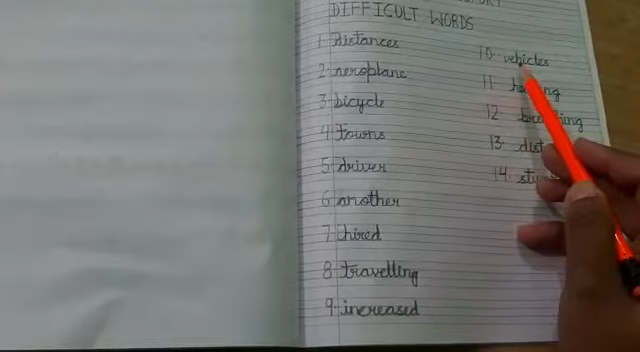 DIFFICULT WORDS
1 Distances
2. aeroplane
3. bicycle
4 towns
5. driver
6. another
7 hired
8. travelling
9. increased
10. vehicles
11
12
13.
14.